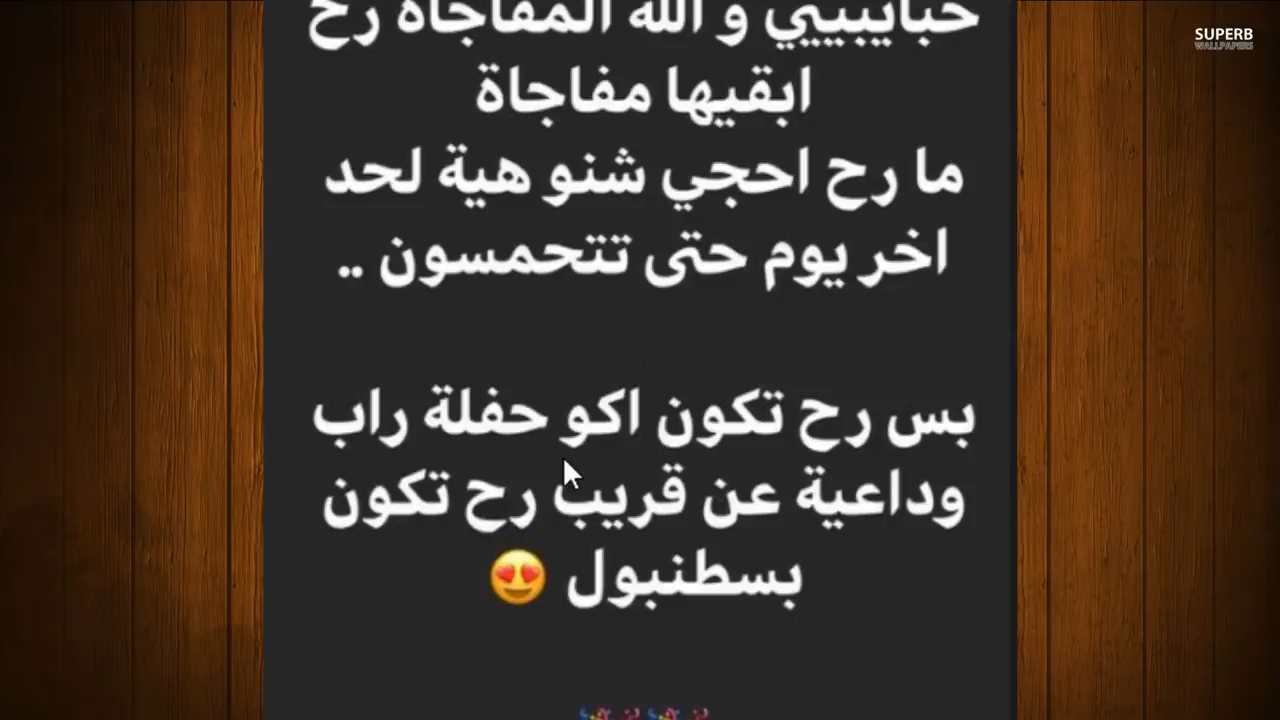 حبايبييي و الله المفاجاة رح
ابقيها مفاجاة
ما رح احجي شنو هية لحد
اخر يوم حتى تتحمسون ..
بس رح تكون اكو حفلة راب
وداعية عن قريب رح تكون
بسطنبول 😍
SUPERB
WALLPAPERS